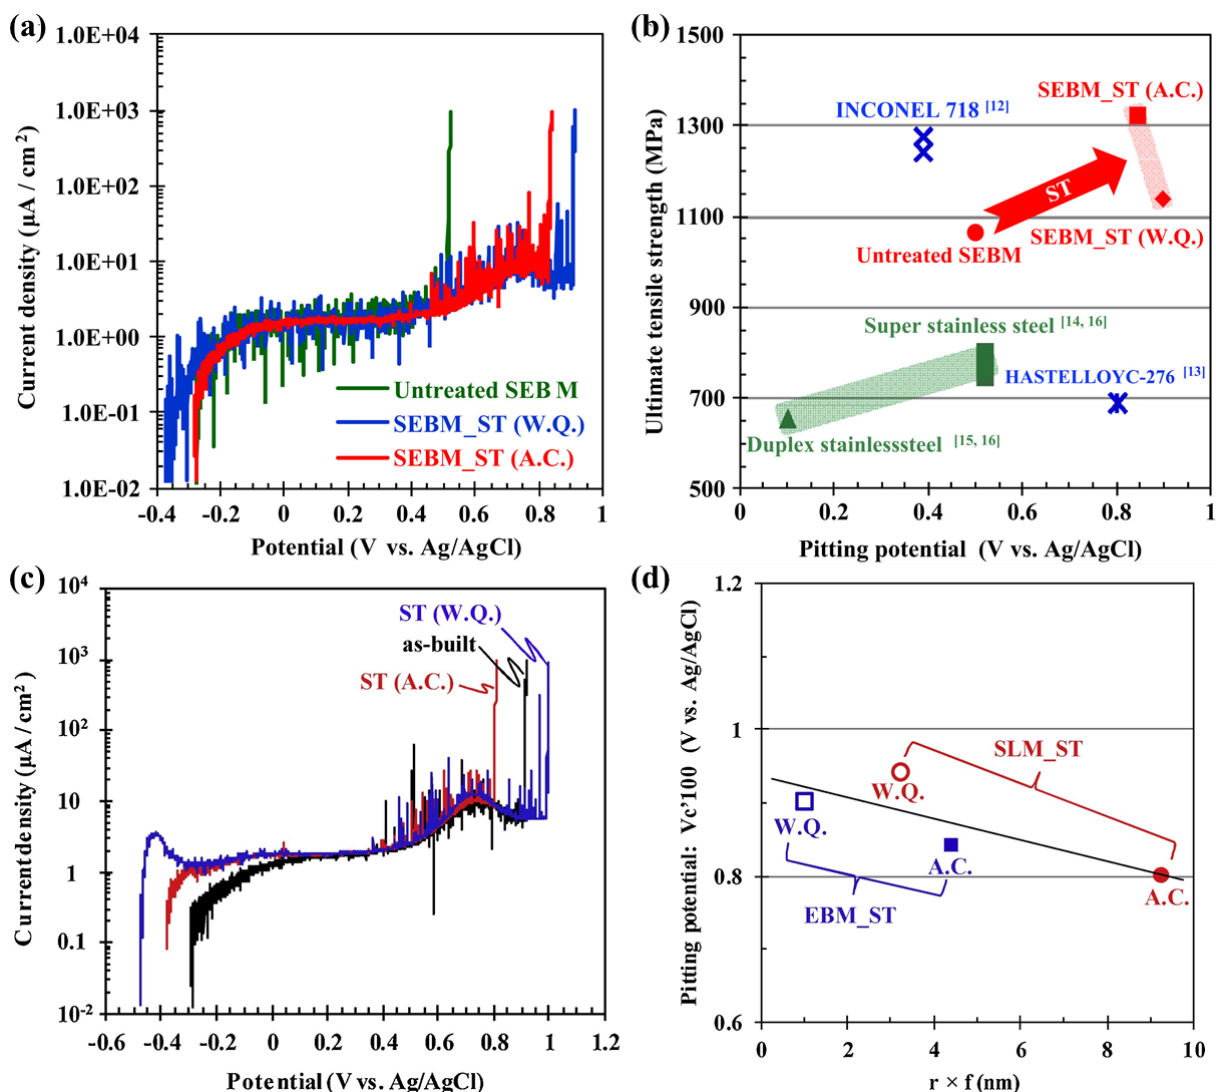 (a)
1.0E+04
1.0E+03
1.0E+02
1.0E+01
1.0E+00
1.0E-01
1.0E-02
Current density (µA / cm 2)
Untreated SEB M
SEBM_ST (W.Q.)
SEBM_ST (A.C.)
-0.4 -0.2 0 0.2 0.4 0.6 0.8 1
Potential (V vs. Ag/AgCl)
(b)
1500
1300
1100
900
700
500
Ultimate tensile strength (MPa)
SEBM_ST (A.C.)
INCONEL 718 [12]
ST
SEBM_ST (W.Q.)
Untreated SEBM
Super stainless steel [14, 16]
HASTELLOYC-276 [13]
Duplex stainlesssteel [15, 16]
0 0.2 0.4 0.6 0.8 1
Pitting potential (V vs. Ag/AgCl)
(c)
10⁴
10³
10²
10
1
0.1
10⁻²
Current density (µA / cm²)
ST (W.Q.)
as-built
ST (A.C.)
-0.6 -0.4 -0.2 0 0.2 0.4 0.6 0.8 1 1.2
Potential (V vs. Ag/AgCl)
(d)
1.2
1
0.8
0.6
Pitting potential: Vc'100 (V vs. Ag/AgCl)
SLM_ST
W.Q.
W.Q.
A.C.
A.C.
EBM_ST
0 2 4 6 8 10
r × f (nm)